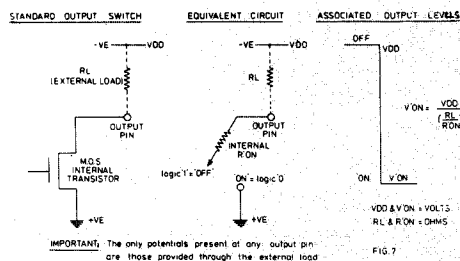 STANDARD OUTPUT SWITCH
EQUIVALENT CIRCUIT
ASSOCIATED OUTPUT LEVELS
-VE VDD
RL
(EXTERNAL LOAD)
OUTPUT
PIN
M.O.S
INTERNAL
TRANSISTOR
+VE
-VE VDD
RL
OUTPUT
PIN
INTERNAL
R'ON
logic '1' = 'OFF'
'ON' = logic '0'
+VE
OFF
VDD
V'ON = VDD
RL
R'ON
'ON
V'ON
VDD & V'ON = VOLTS
RL & R'ON = OHMS
IMPORTANT: The only potentials present at any output pin
are those provided through the external load
FIG.7